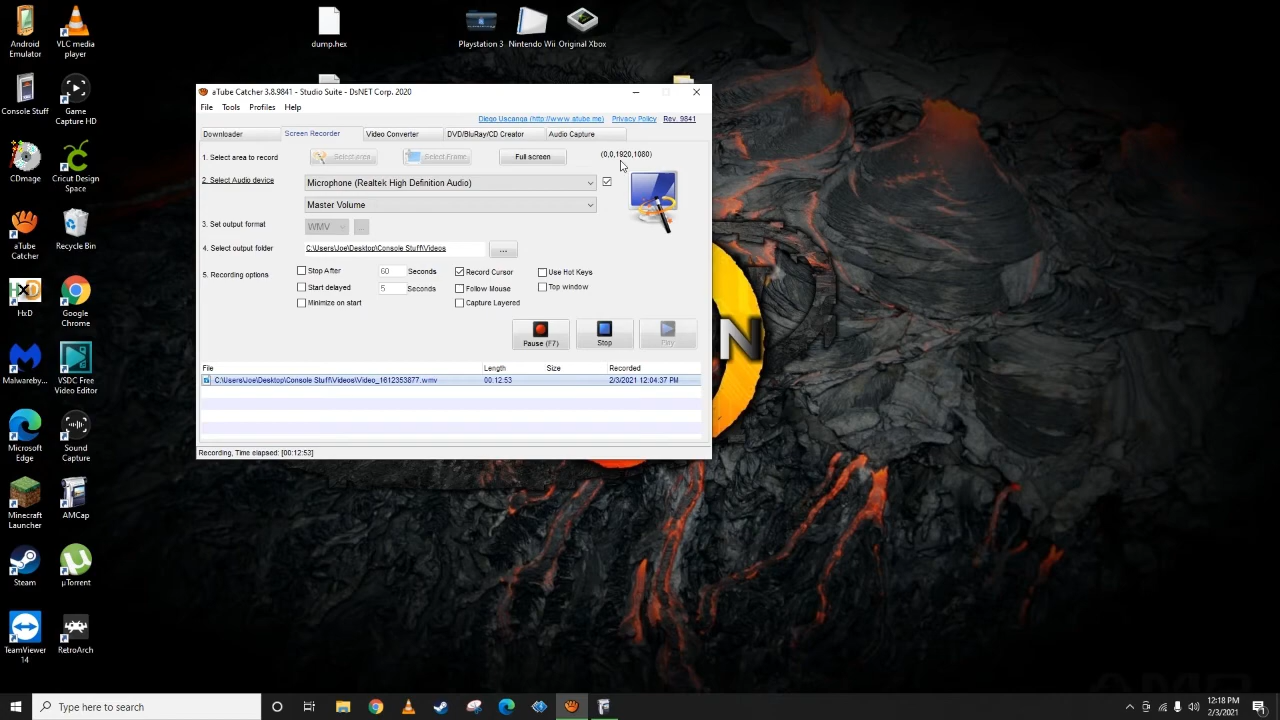 Android
Emulator
VLC media
player
dump.hex
Playstation 3
Nintendo Wii
Original Xbox
Console Stuff
Game
Capture HD
CDmage
Cricut Design
Space
aTube
Catcher
Recycle Bin
HxD
Google
Chrome
Malwareby...
VSDC Free
Video Editor
Microsoft
Edge
Sound
Capture
Minecraft
Launcher
AMCap
Steam
µTorrent
TeamViewer
14
RetroArch
aTube Catcher 3.8.9841 - Studio Suite - DsNET Corp. 2020
File Tools Profiles Help
Diego Uscanga (http://www.atube.me) Privacy Policy Rev. 9841
Downloader Screen Recorder Video Converter DVD/BluRay/CD Creator Audio Capture
1. Select area to record Select area Select Frame Full screen (0,0,1920,1080)
2. Select Audio device Microphone (Realtek High Definition Audio)
Master Volume
3. Set output format WMV ...
4. Select output folder C:\Users\Joe\Desktop\Console Stuff\Videos ...
5. Recording options Stop After 60 Seconds Record Cursor Use Hot Keys
Start delayed 5 Seconds Follow Mouse Top window
Minimize on start Capture Layered
Pause (F7) Stop Play
File Length Size Recorded
C:\Users\Joe\Desktop\Console Stuff\Videos\Video_1612353877.wmv 00:12:53 2/3/2021 12:04:37 PM
Recording, Time elapsed: [00:12:53]
N
Type here to search
12:18 PM
2/3/2021